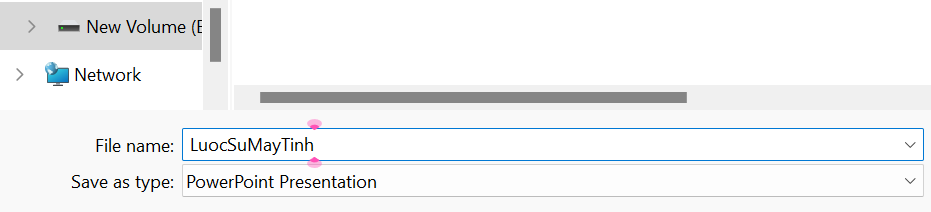 New Volume (E
Network
File name: LuocSuMayTinh
Save as type: PowerPoint Presentation